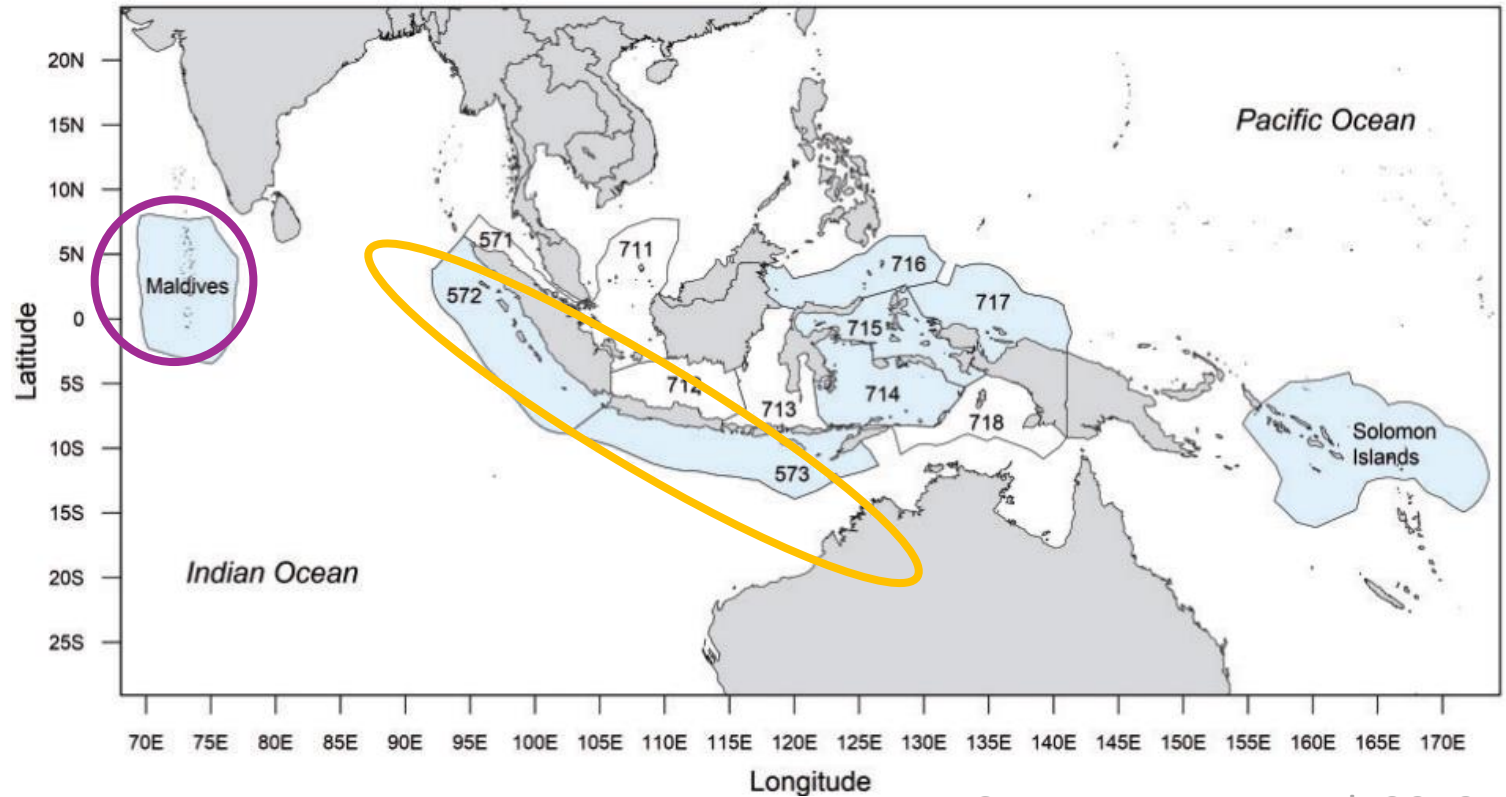 20N
15N
10N
5N
0
5S
10S
15S
20S
25S
Latitude
Pacific Ocean
Indian Ocean
Maldives
571
711
572
716
717
715
712
713
714
718
573
Solomon
Islands
70E 75E 80E 85E 90E 95E 100E 105E 110E 115E 120E 125E 130E 135E 140E 145E 150E 155E 160E 165E 170E
Longitude